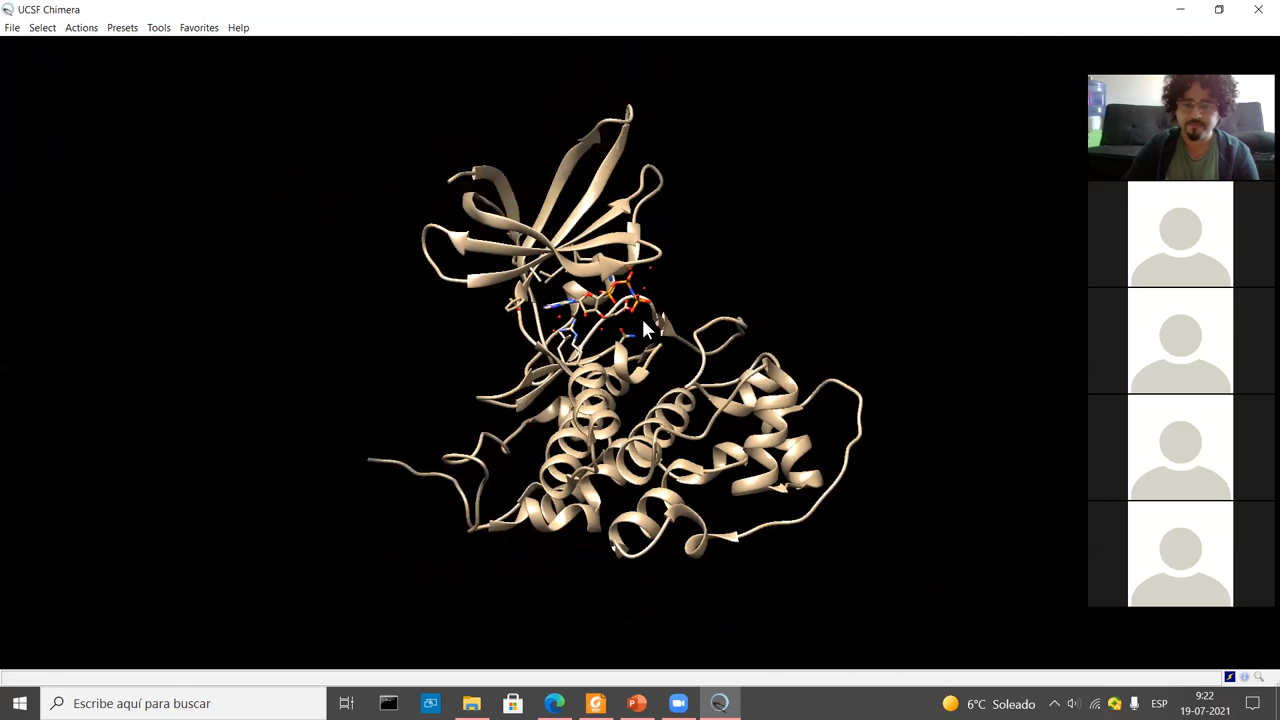 UCSF Chimera
File Select Actions Presets Tools Favorites Help
Escribe aquí para buscar
6°C Soleado
ESP
9:22
19-07-2021